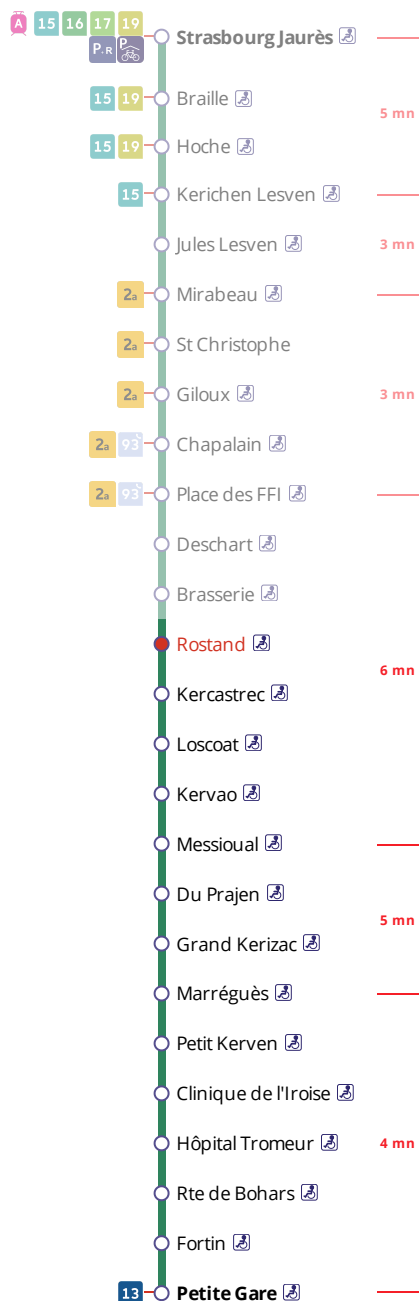 A 15 16 17 19 Strasbourg Jaurès
P+R P
15 19 Braille
5 mn
15 19 Hoche
15 Kerichen Lesven
Jules Lesven 3 mn
2a Mirabeau
2a St Christophe
2a Giloux 3 mn
2a 93 Chapalain
2a 93 Place des FFI
Deschart
Brasserie
Rostand
6 mn
Kercastrec
Loscoat
Kervao
Messioual
Du Prajen
5 mn
Grand Kerizac
Marréguès
Petit Kerven
Clinique de l'Iroise
Hôpital Tromeur 4 mn
Rte de Bohars
Fortin
13 Petite Gare